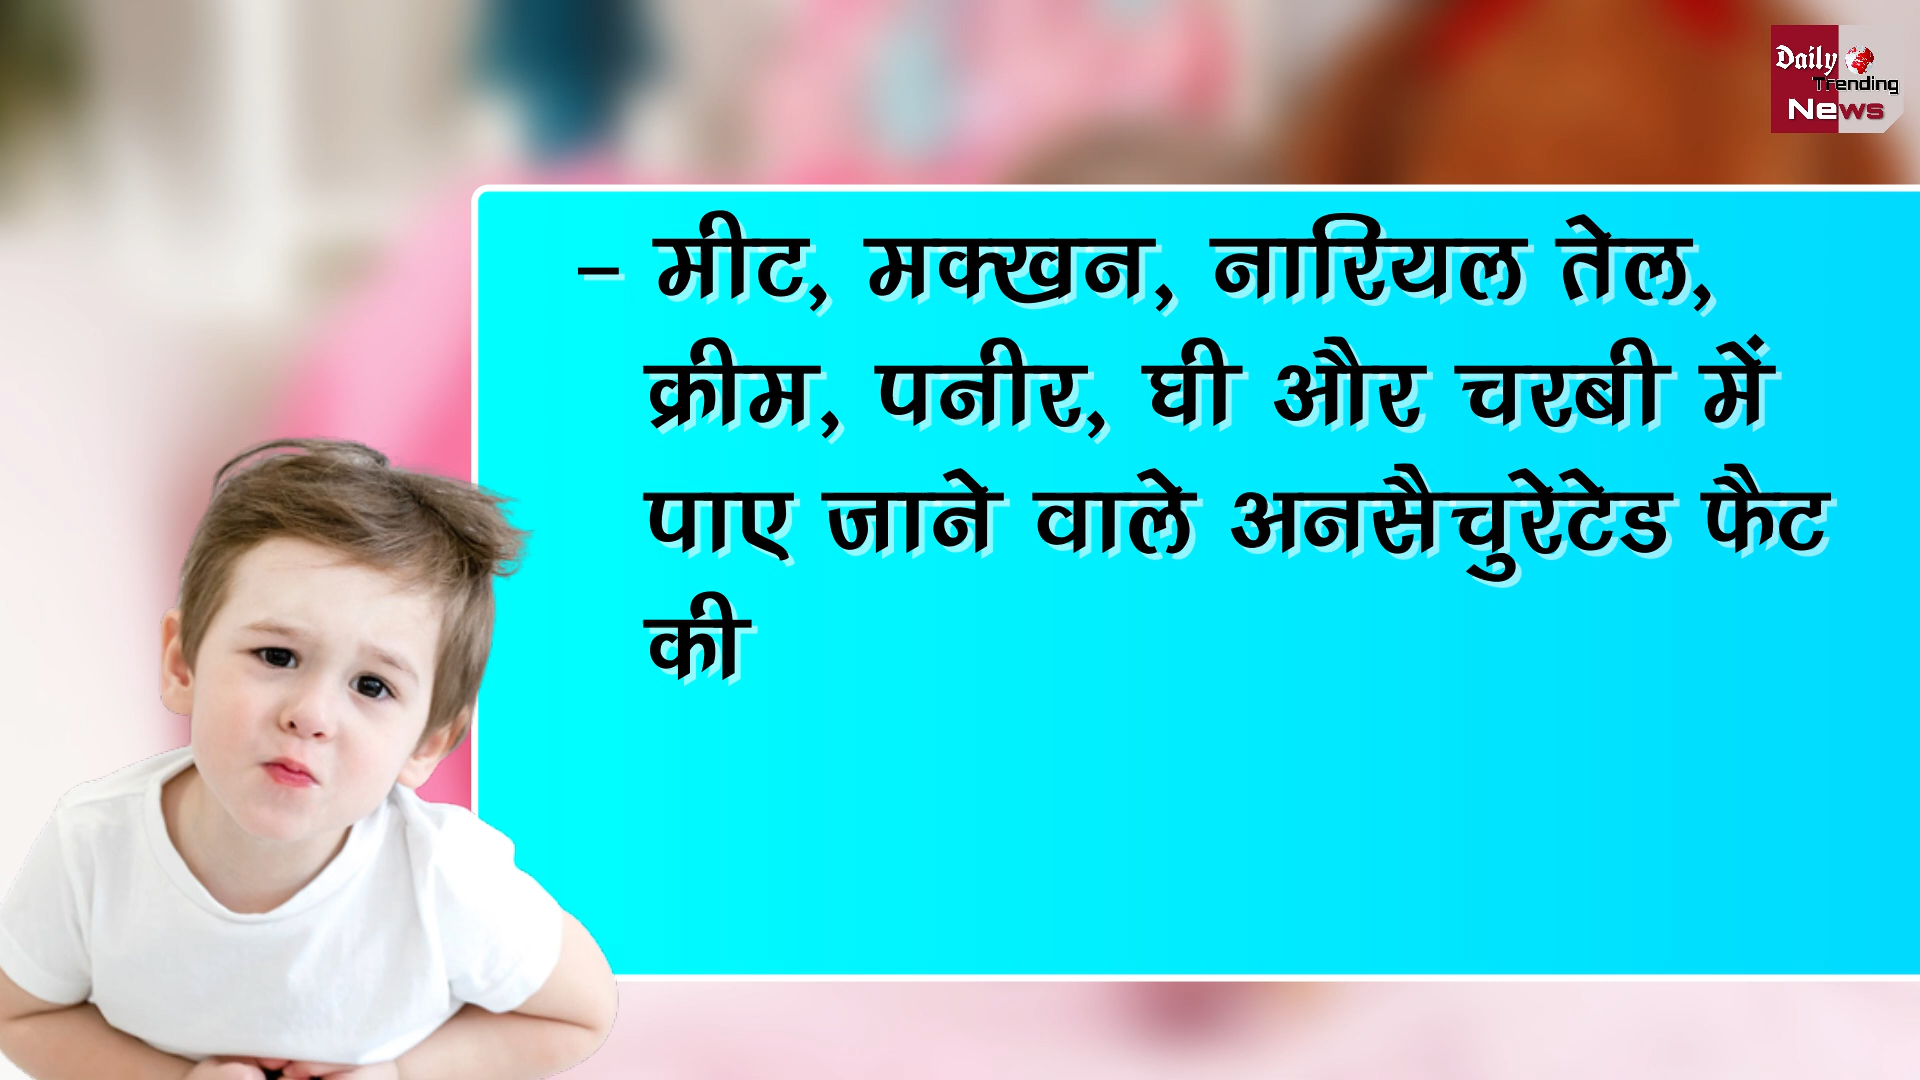 Daily
Trending
News
– मीट, मक्खन, नारियल तेल,
क्रीम, पनीर, घी और चरबी में
पाए जाने वाले अनसैचुरेटेड फैट
की